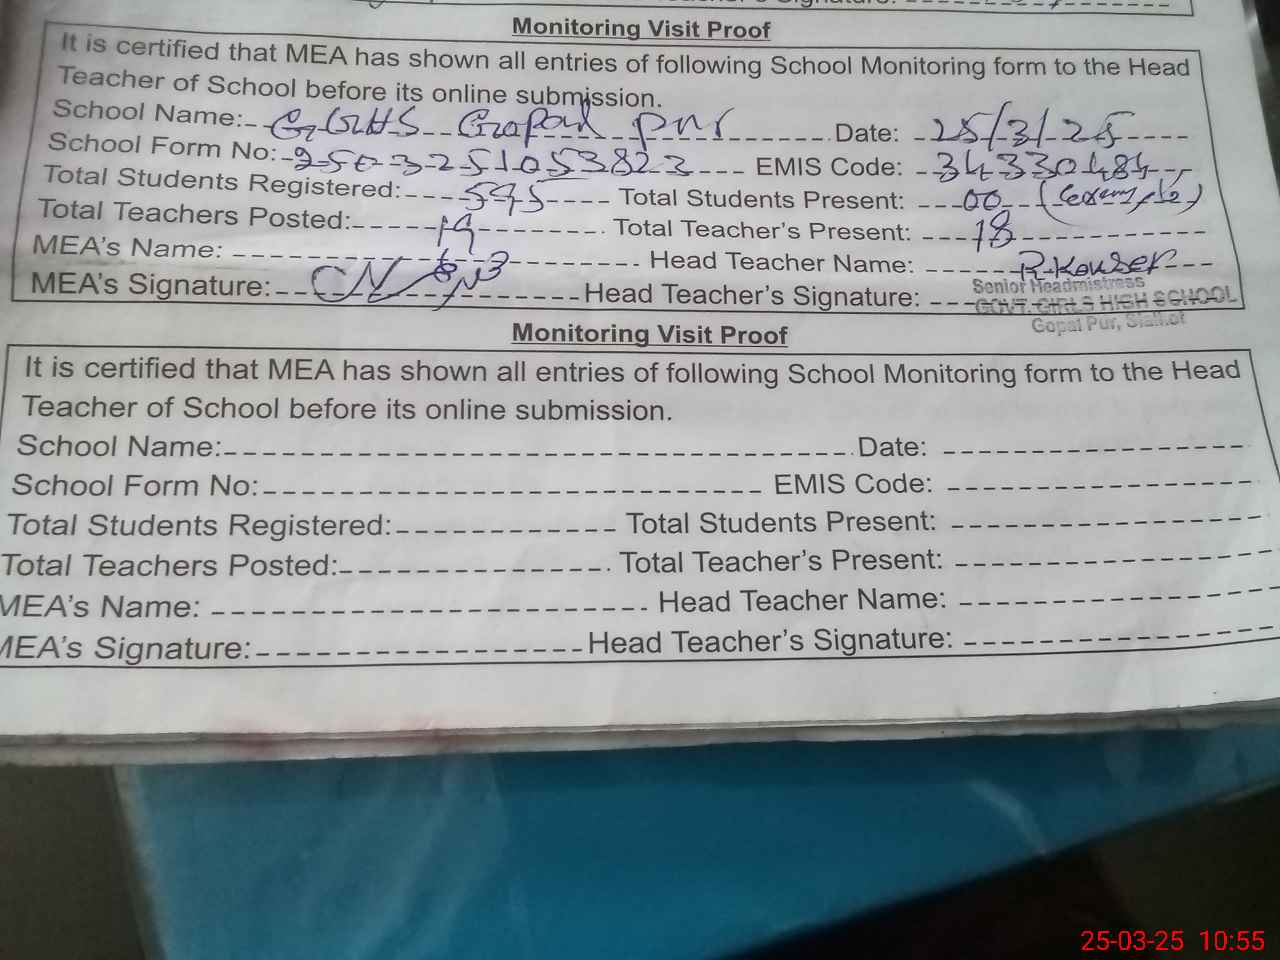 Monitoring Visit Proof
It is certified that MEA has shown all entries of following School Monitoring form to the Head
Teacher of School before its online submission.
School Name:- GGHS Gopal pur Date: 25/3/25
School Form No:- 2503251053823 EMIS Code: 34330484
Total Students Registered: 595 Total Students Present: 00
Total Teachers Posted: 19 Total Teacher's Present: 18
MEA's Name: Head Teacher Name: R-Kouser
MEA's Signature: Head Teacher's Signature:
Senior Headmistress
GOVT. GIRLS HIGH SCHOOL
Gopal Pur, Sialkot
Monitoring Visit Proof
It is certified that MEA has shown all entries of following School Monitoring form to the Head
Teacher of School before its online submission.
School Name: Date:
School Form No: EMIS Code:
Total Students Registered: Total Students Present:
Total Teachers Posted: Total Teacher's Present:
MEA's Name: Head Teacher Name:
MEA's Signature: Head Teacher's Signature:
25-03-25 10:55